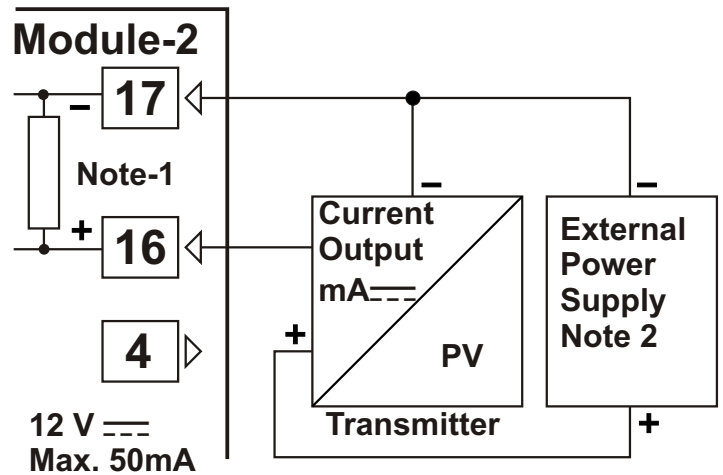 Module-2
–
17
Note-1
+
16
4
12 V
Max. 50mA
–
Current
Output
mA
+
PV
Transmitter
–
External
Power
Supply
Note 2
+